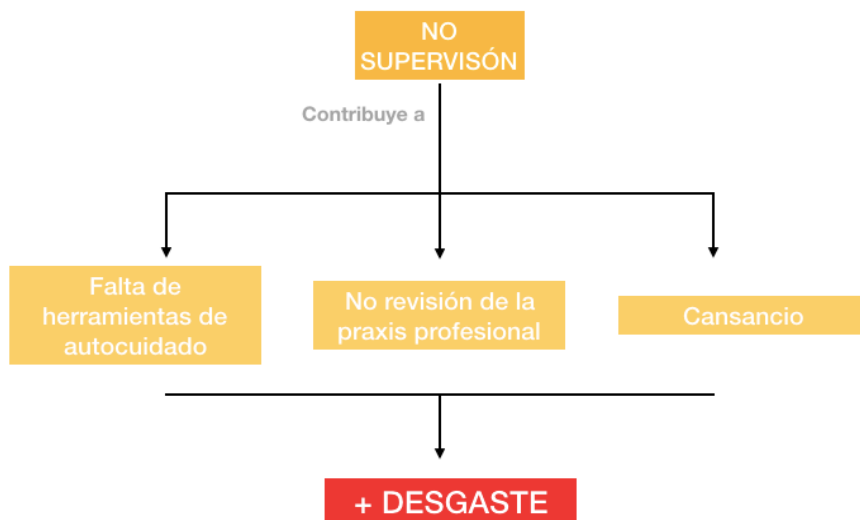 NO
SUPERVISÓN
Contribuye a
Falta de
herramientas de
autocuidado
No revisión de la
praxis profesional
Cansancio
+ DESGASTE